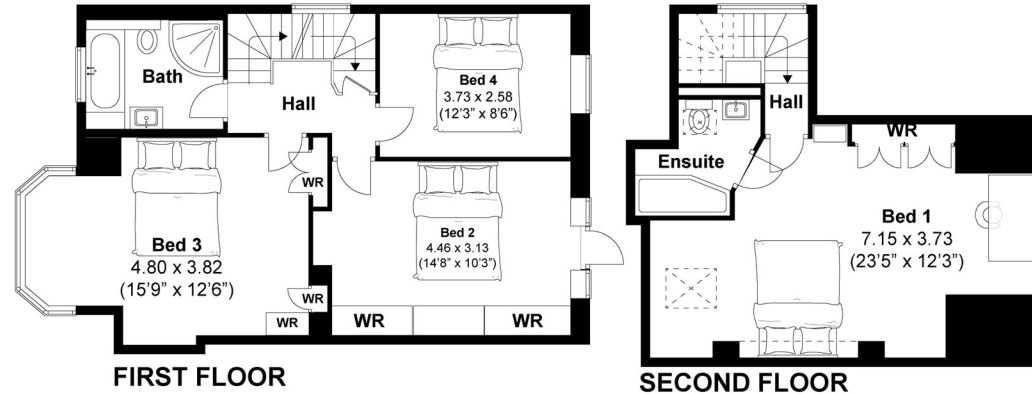 Bath
Hall
Bed 4
3.73 x 2.58
(12'3" x 8'6")
WR
Bed 3
4.80 x 3.82
(15'9" x 12'6")
WR
WR
Bed 2
4.46 x 3.13
(14'8" x 10'3")
WR
WR
FIRST FLOOR
Hall
Ensuite
WR
Bed 1
7.15 x 3.73
(23'5" x 12'3")
SECOND FLOOR